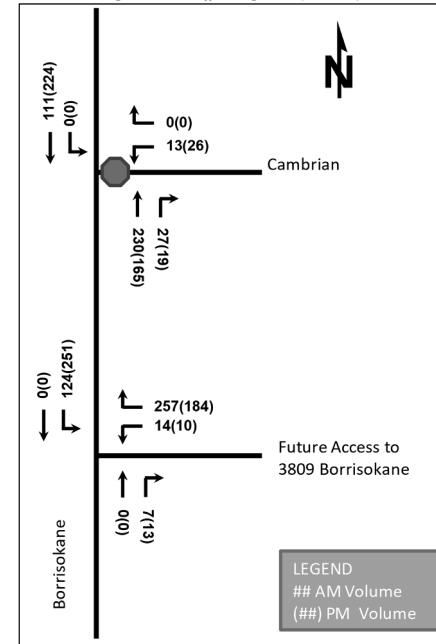 N
111(224)
0(0)
0(0)
13(26)
Cambrian
230(165)
27(19)
0(0)
124(251)
257(184)
14(10)
Future Access to
3809 Borrisokane
0(0)
7(13)
Borrisokane
LEGEND
## AM Volume
(##) PM Volume